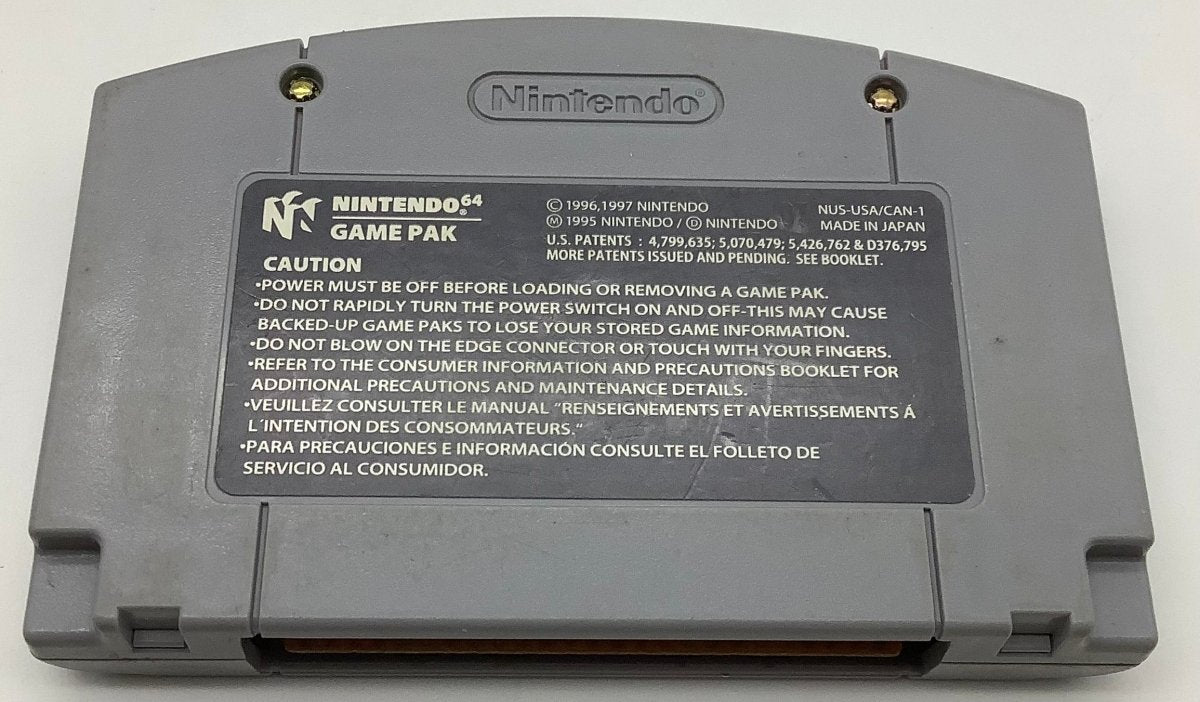 Nintendo®
NINTENDO64®
GAME PAK
© 1996,1997 NINTENDO
Ⓜ 1995 NINTENDO / Ⓓ NINTENDO
U.S. PATENTS : 4,799,635; 5,070,479; 5,426,762 & D376,795
MORE PATENTS ISSUED AND PENDING. SEE BOOKLET.
NUS-USA/CAN-1
MADE IN JAPAN
CAUTION
•POWER MUST BE OFF BEFORE LOADING OR REMOVING A GAME PAK.
•DO NOT RAPIDLY TURN THE POWER SWITCH ON AND OFF-THIS MAY CAUSE
BACKED-UP GAME PAKS TO LOSE YOUR STORED GAME INFORMATION.
•DO NOT BLOW ON THE EDGE CONNECTOR OR TOUCH WITH YOUR FINGERS.
•REFER TO THE CONSUMER INFORMATION AND PRECAUTIONS BOOKLET FOR
ADDITIONAL PRECAUTIONS AND MAINTENANCE DETAILS.
•VEUILLEZ CONSULTER LE MANUAL "RENSEIGNEMENTS ET AVERTISSEMENTS Á
L'INTENTION DES CONSOMMATEURS."
•PARA PRECAUCIONES E INFORMACIÓN CONSULTE EL FOLLETO DE
SERVICIO AL CONSUMIDOR.